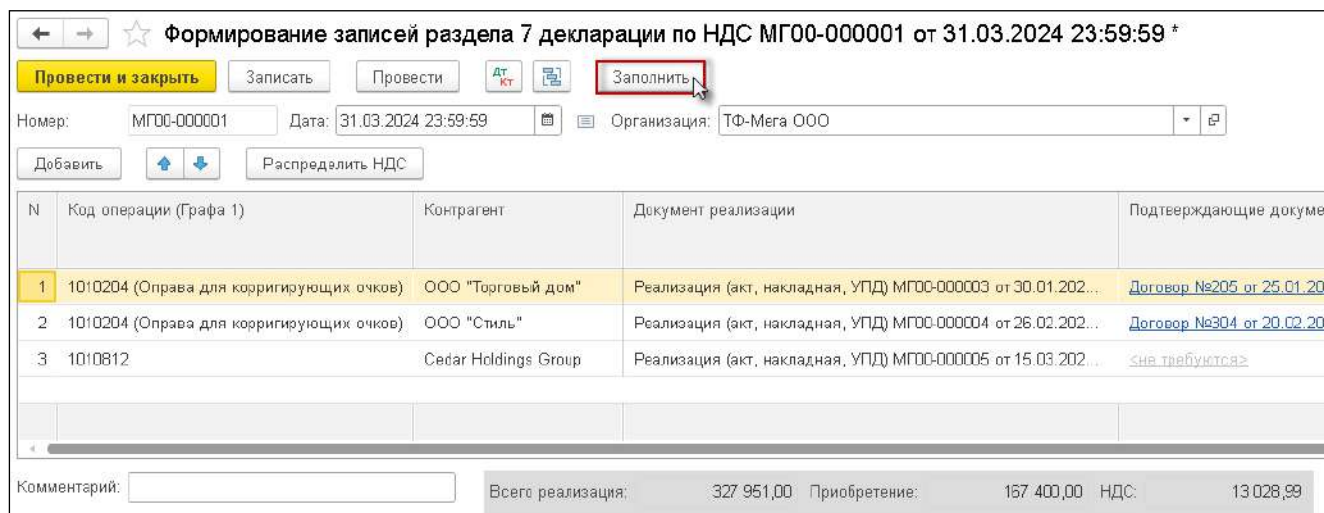 Формирование записей раздела 7 декларации по НДС МГ00-000001 от 31.03.2024 23:59:59 *
Провести и закрыть Записать Провести Дт Кт Заполнить
Номер: МГ00-000001 Дата: 31.03.2024 23:59:59 Организация: ТФ-Мега ООО
Добавить Распределить НДС
N Код операции (Графа 1) Контрагент Документ реализации Подтверждающие докуме
1 1010204 (Оправа для корригирующих очков) ООО "Торговый дом" Реализация (акт, накладная, УПД) МГ00-000003 от 30.01.202... Договор №205 от 25.01.20
2 1010204 (Оправа для корригирующих очков) ООО "Стиль" Реализация (акт, накладная, УПД) МГ00-000004 от 26.02.202... Договор №304 от 20.02.20
3 1010812 Cedar Holdings Group Реализация (акт, накладная, УПД) МГ00-000005 от 15.03.202... <не требуются>
Комментарий: Всего реализация: 327 951,00 Приобретение: 167 400,00 НДС: 13 028,99